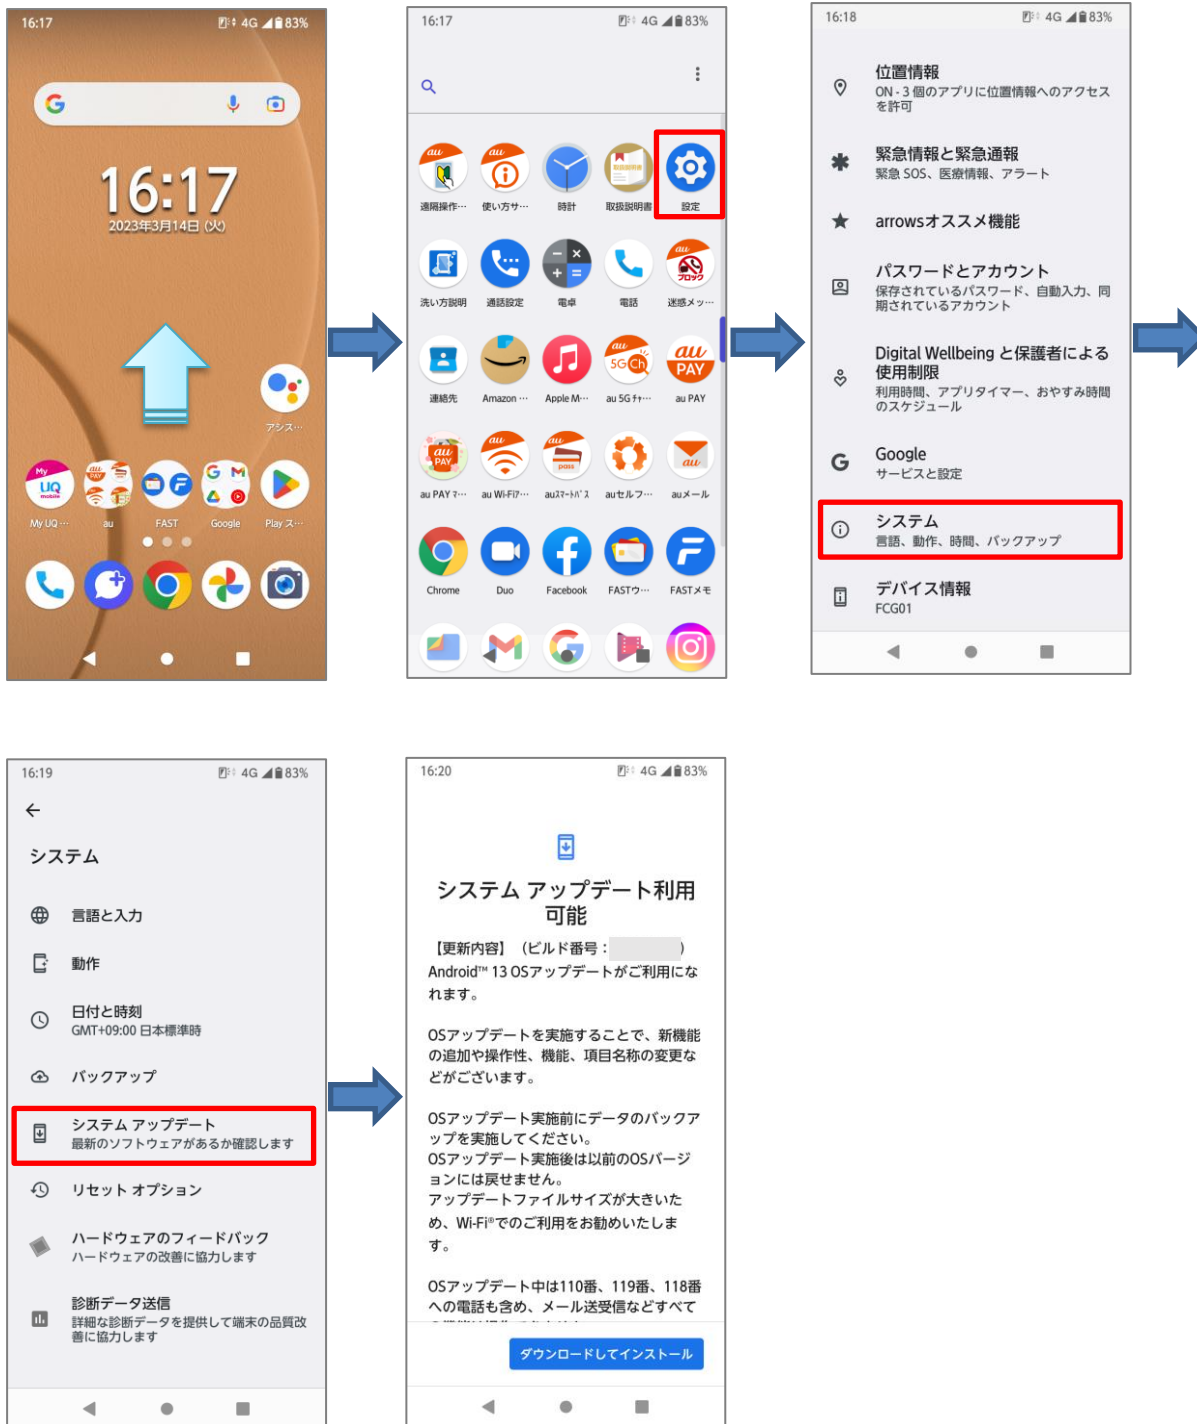 16:17
4G 83%
16:17
2023年3月14日 (火)
アシス…
My UQ mobile
au PAY
My UQ …
au
FAST
Google
Play ス…
16:17
4G 83%
au
au
取扱説明書
遠隔操作…
使い方サ…
時計
取扱説明書
設定
au
ブロック
洗い方説明
通話設定
電卓
電話
迷惑メッ…
au 5G Ch
au PAY
連絡先
Amazon …
Apple M…
au 5G チャ…
au PAY
au PAY
au
au pass
au
au PAY マ…
au Wi-Fiア…
auスマートパス
auセルフ…
auメール
Chrome
Duo
Facebook
FASTウ…
FASTメモ
16:18
4G 83%
位置情報
ON - 3 個のアプリに位置情報へのアクセス
を許可
緊急情報と緊急通報
緊急 SOS、医療情報、アラート
arrowsオススメ機能
パスワードとアカウント
保存されているパスワード、自動入力、同
期されているアカウント
Digital Wellbeing と保護者による
使用制限
利用時間、アプリタイマー、おやすみ時間
のスケジュール
Google
サービスと設定
システム
言語、動作、時間、バックアップ
デバイス情報
FCG01
16:19
4G 83%
システム
言語と入力
動作
日付と時刻
GMT+09:00 日本標準時
バックアップ
システム アップデート
最新のソフトウェアがあるか確認します
リセット オプション
ハードウェアのフィードバック
ハードウェアの改善に協力します
診断データ送信
詳細な診断データを提供して端末の品質改
善に協力します
16:20
4G 83%
システム アップデート利用
可能
【更新内容】（ビルド番号： ）
Android™ 13 OSアップデートがご利用にな
れます。
OSアップデートを実施することで、新機能
の追加や操作性、機能、項目名称の変更な
どがございます。
OSアップデート実施前にデータのバックア
ップを実施してください。
OSアップデート実施後は以前のOSバージ
ョンには戻せません。
アップデートファイルサイズが大きいた
め、Wi-Fi®でのご利用をお勧めいたしま
す。
OSアップデート中は110番、119番、118番
への電話も含め、メール送受信などすべて
ダウンロードしてインストール